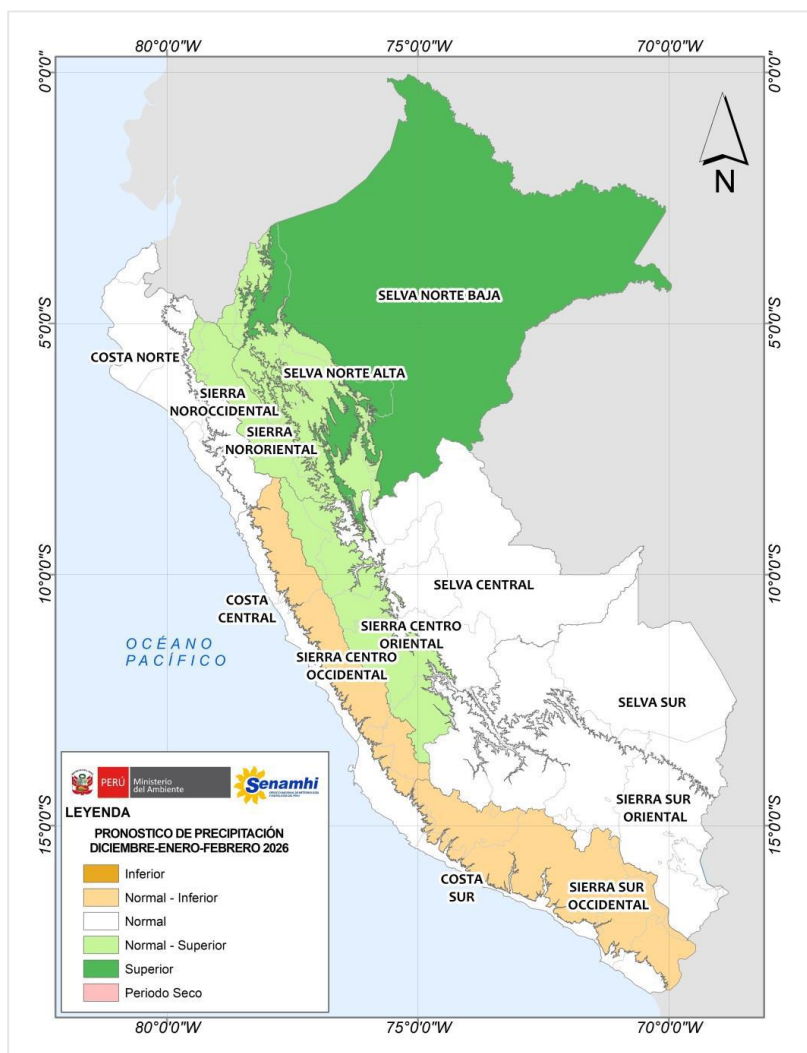 80°0'0"W 75°0'0"W 70°0'0"W
0°0'0" 0°0'0"
N
SELVA NORTE BAJA
5°0'0"S 5°0'0"S
COSTA NORTE
SELVA NORTE ALTA
SIERRA
NOROCCIDENTAL
SIERRA
NORORIENTAL
10°0'0"S 10°0'0"S
SELVA CENTRAL
COSTA
CENTRAL
SIERRA CENTRO
ORIENTAL
OCÉANO
PACÍFICO
SIERRA CENTRO
OCCIDENTAL
SELVA SUR
SIERRA SUR
ORIENTAL
15°0'0"S 15°0'0"S
COSTA
SUR
SIERRA SUR
OCCIDENTAL
PERÚ Ministerio
del Ambiente
Senamhi
LEYENDA
PRONOSTICO DE PRECIPITACIÓN
DICIEMBRE-ENERO-FEBRERO 2026
Inferior
Normal - Inferior
Normal
Normal - Superior
Superior
Periodo Seco
80°0'0"W 75°0'0"W 70°0'0"W